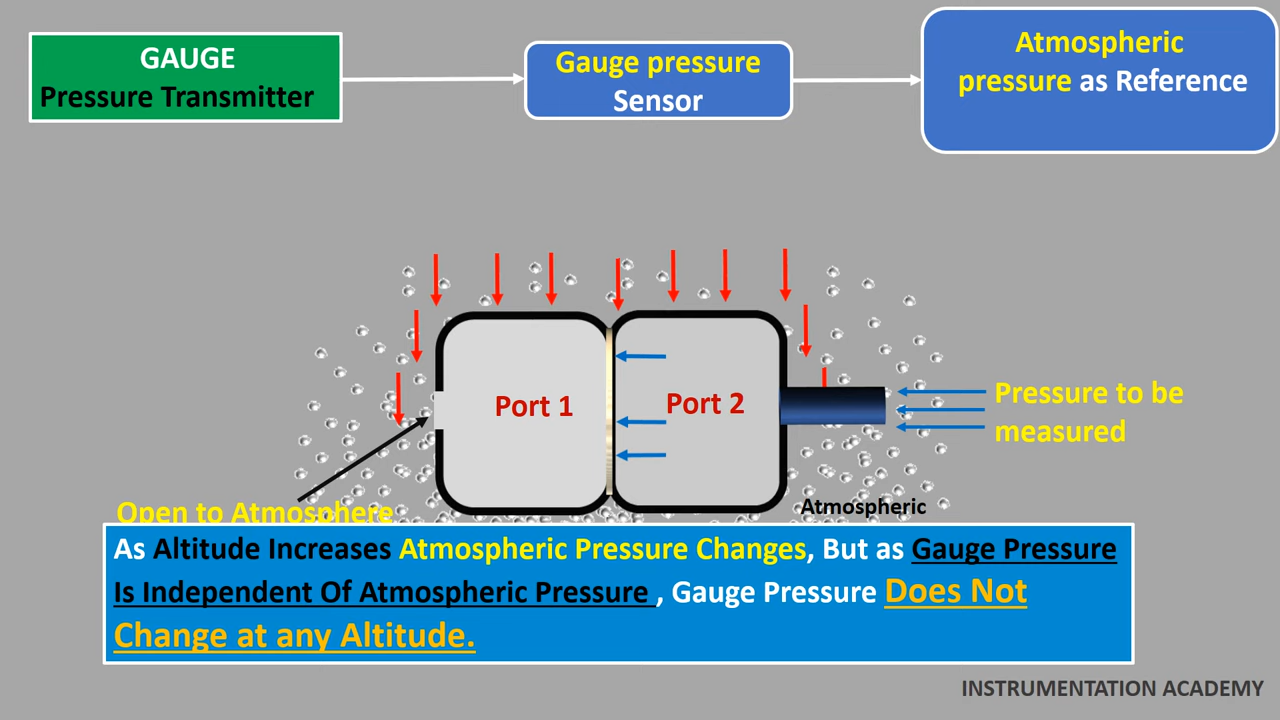 GAUGE
Pressure Transmitter
Gauge pressure
Sensor
Atmospheric
pressure as Reference
Port 1
Port 2
Pressure to be
measured
Open to Atmosphere
Atmospheric
As Altitude Increases Atmospheric Pressure Changes, But as Gauge Pressure
Is Independent Of Atmospheric Pressure , Gauge Pressure Does Not
Change at any Altitude.
INSTRUMENTATION ACADEMY